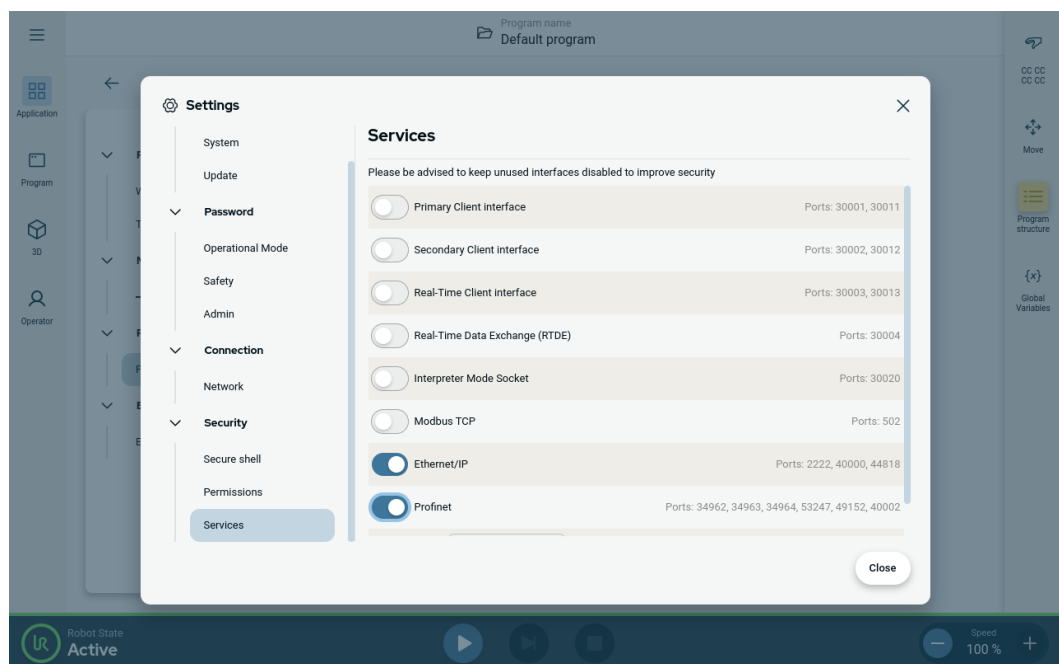 Program name
Default program
Application
Program
3D
Operator
CC CC
CC CC
Move
Program
structure
{x}
Global
Variables
Settings
System
Update
Password
Operational Mode
Safety
Admin
Connection
Network
Security
Secure shell
Permissions
Services
Services
Please be advised to keep unused interfaces disabled to improve security
Primary Client interface Ports: 30001, 30011
Secondary Client interface Ports: 30002, 30012
Real-Time Client interface Ports: 30003, 30013
Real-Time Data Exchange (RTDE) Ports: 30004
Interpreter Mode Socket Ports: 30020
Modbus TCP Ports: 502
Ethernet/IP Ports: 2222, 40000, 44818
Profinet Ports: 34962, 34963, 34964, 53247, 49152, 40002
Close
Robot State
Active
Speed
100 %